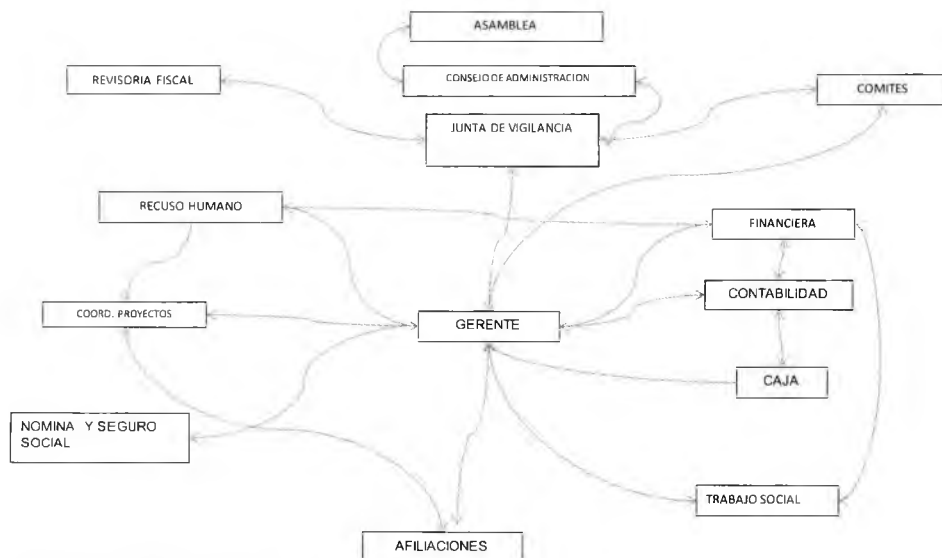 ASAMBLEA
CONSEJO DE ADMINISTRACION
REVISORIA FISCAL
COMITES
JUNTA DE VIGILANCIA
RECUSO HUMANO
FINANCIERA
CONTABILIDAD
COORD. PROYECTOS
GERENTE
CAJA
NOMINA Y SEGURO
SOCIAL
TRABAJO SOCIAL
AFILIACIONES